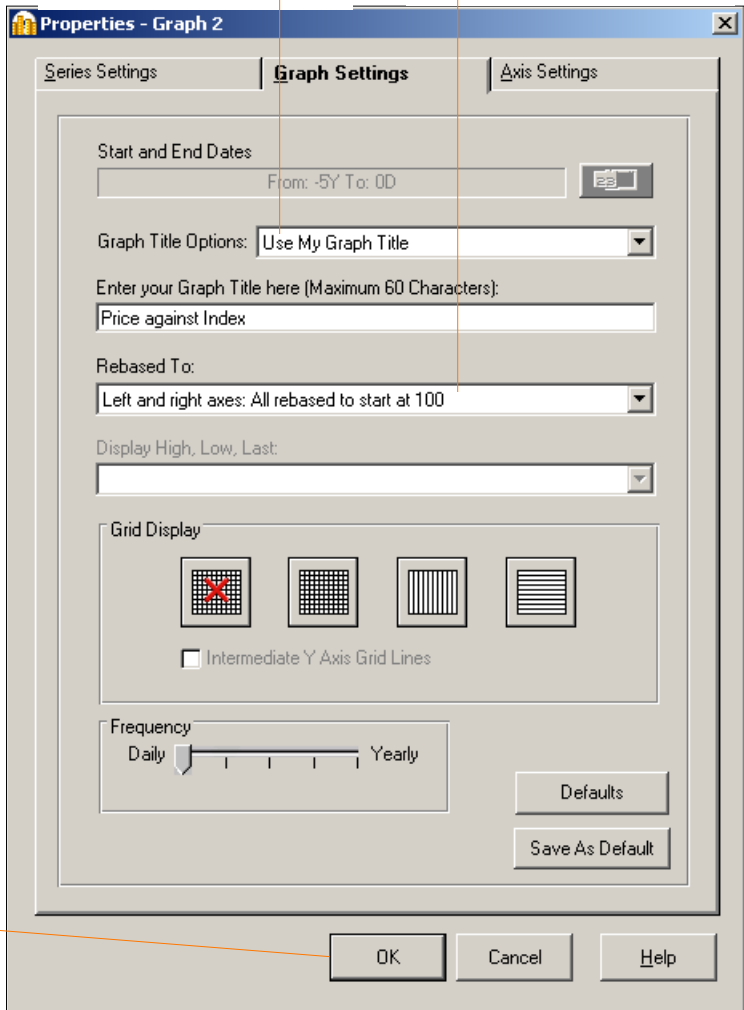 Properties - Graph 2
Series Settings
Graph Settings
Axis Settings
Start and End Dates
From: -5Y To: 0D
23
Graph Title Options:
Use My Graph Title
Enter your Graph Title here (Maximum 60 Characters):
Price against Index
Rebased To:
Left and right axes: All rebased to start at 100
Display High, Low, Last:
Grid Display
Intermediate Y Axis Grid Lines
Frequency
Daily
Yearly
Defaults
Save As Default
OK
Cancel
Help